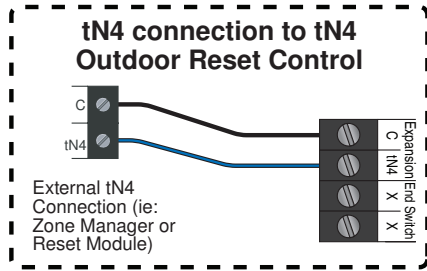 tN4 connection to tN4
Outdoor Reset Control
C
tN4
External tN4
Connection (ie:
Zone Manager or
Reset Module)
C
tN4
X
X
Expansion
End Switch